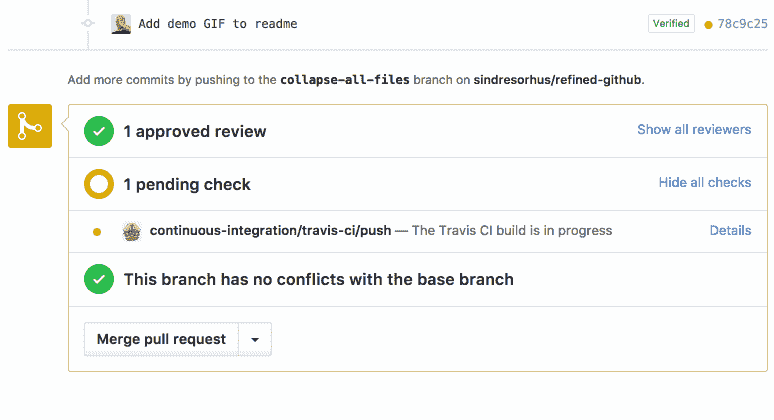 Add demo GIF to readme Verified 78c9c25
Add more commits by pushing to the collapse-all-files branch on sindresorhus/refined-github.
1 approved review Show all reviewers
1 pending check Hide all checks
continuous-integration/travis-ci/push — The Travis CI build is in progress Details
This branch has no conflicts with the base branch
Merge pull request